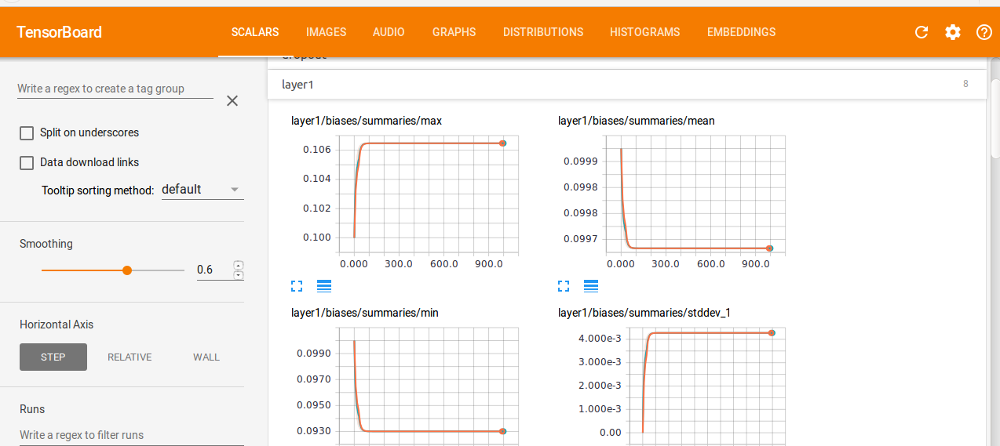 TensorBoard
SCALARS IMAGES AUDIO GRAPHS DISTRIBUTIONS HISTOGRAMS EMBEDDINGS
Write a regex to create a tag group
Split on underscores
Data download links
Tooltip sorting method: default
Smoothing
0.6
Horizontal Axis
STEP RELATIVE WALL
Runs
Write a regex to filter runs
dropout
layer1 8
layer1/biases/summaries/max
0.106
0.104
0.102
0.100
0.000 300.0 600.0 900.0
layer1/biases/summaries/mean
0.0999
0.0998
0.0998
0.0997
0.000 300.0 600.0 900.0
layer1/biases/summaries/min
0.0990
0.0970
0.0950
0.0930
layer1/biases/summaries/stddev_1
4.000e-3
3.000e-3
2.000e-3
1.000e-3
0.00